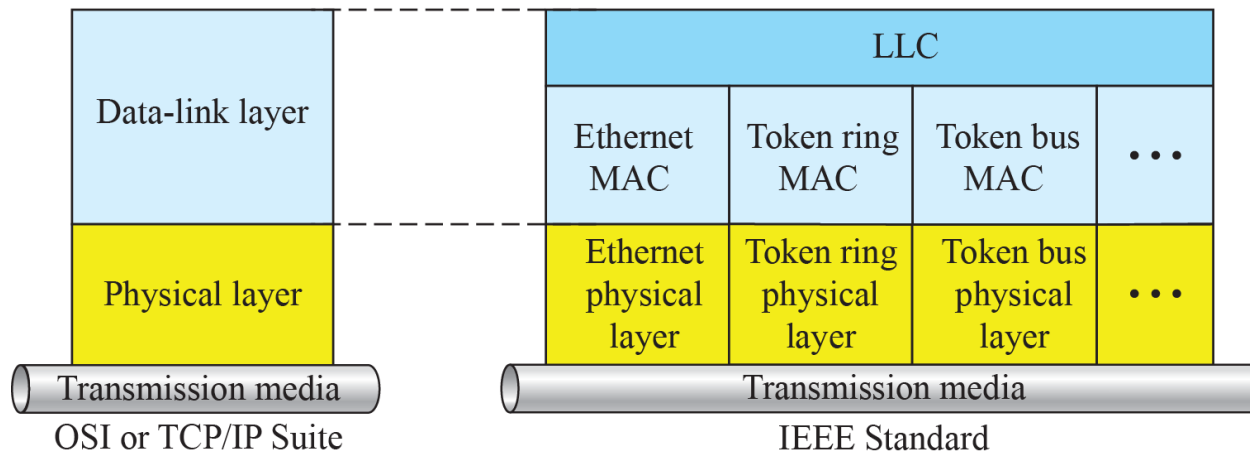 Data-link layer
Physical layer
Transmission media
OSI or TCP/IP Suite
LLC
Ethernet
MAC
Token ring
MAC
Token bus
MAC
• • •
Ethernet
physical
layer
Token ring
physical
layer
Token bus
physical
layer
• • •
Transmission media
IEEE Standard